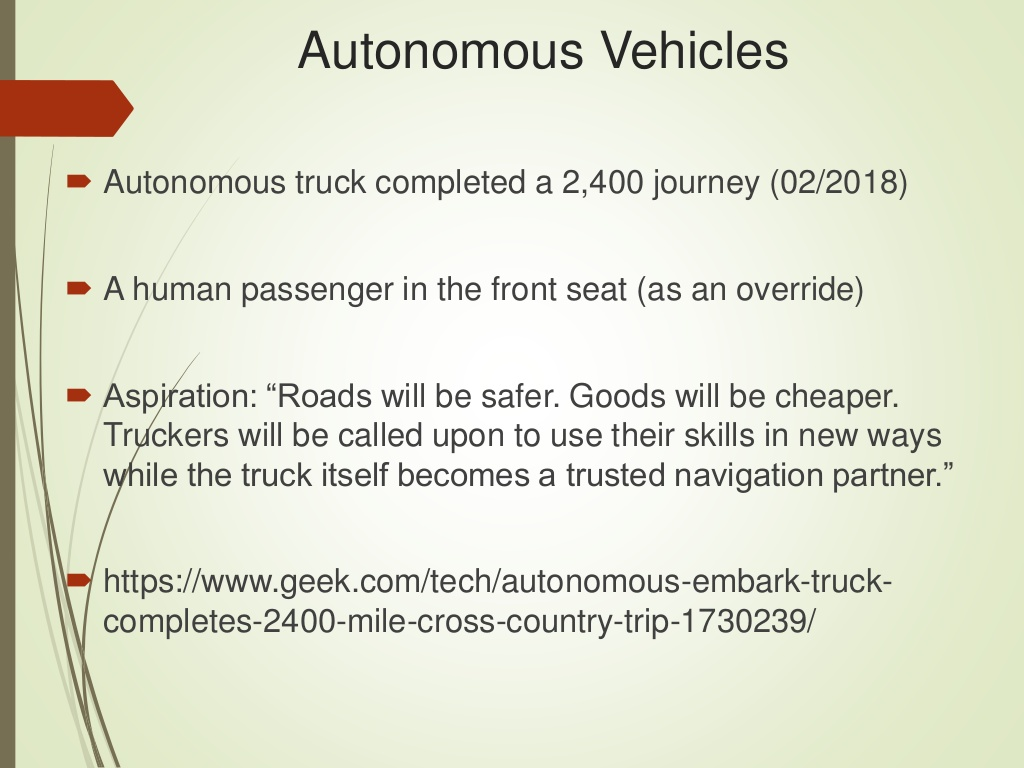 Autonomous Vehicles
Autonomous truck completed a 2,400 journey (02/2018)
A human passenger in the front seat (as an override)
Aspiration: “Roads will be safer. Goods will be cheaper.
Truckers will be called upon to use their skills in new ways
while the truck itself becomes a trusted navigation partner.”
https://www.geek.com/tech/autonomous-embark-truck-
completes-2400-mile-cross-country-trip-1730239/